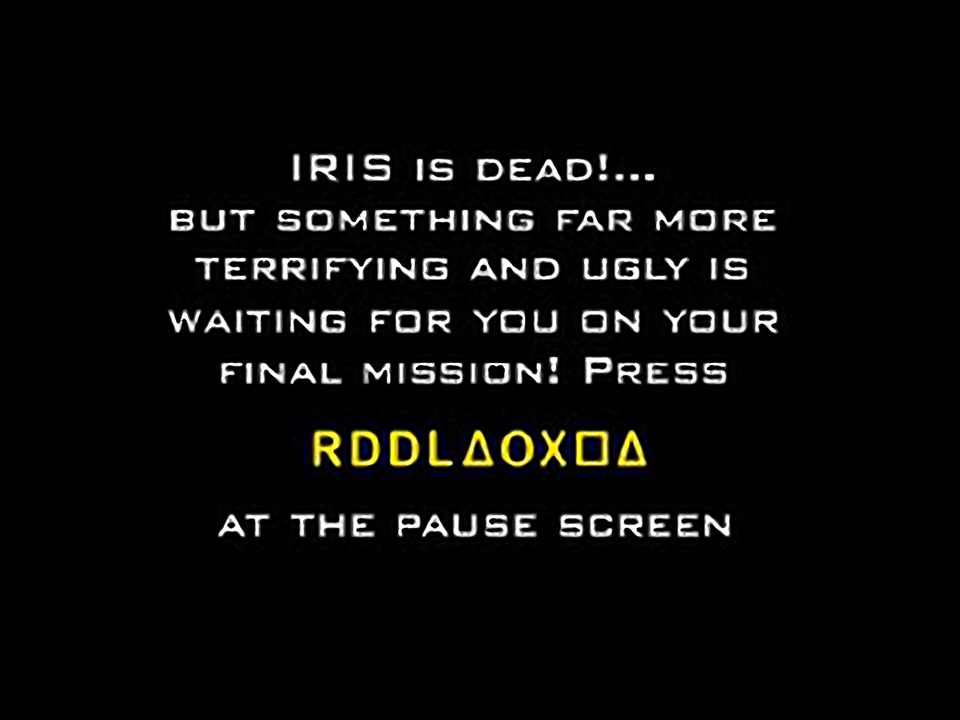 IRIS IS DEAD!...
BUT SOMETHING FAR MORE
TERRIFYING AND UGLY IS
WAITING FOR YOU ON YOUR
FINAL MISSION! PRESS
RDDL△OX□△
AT THE PAUSE SCREEN